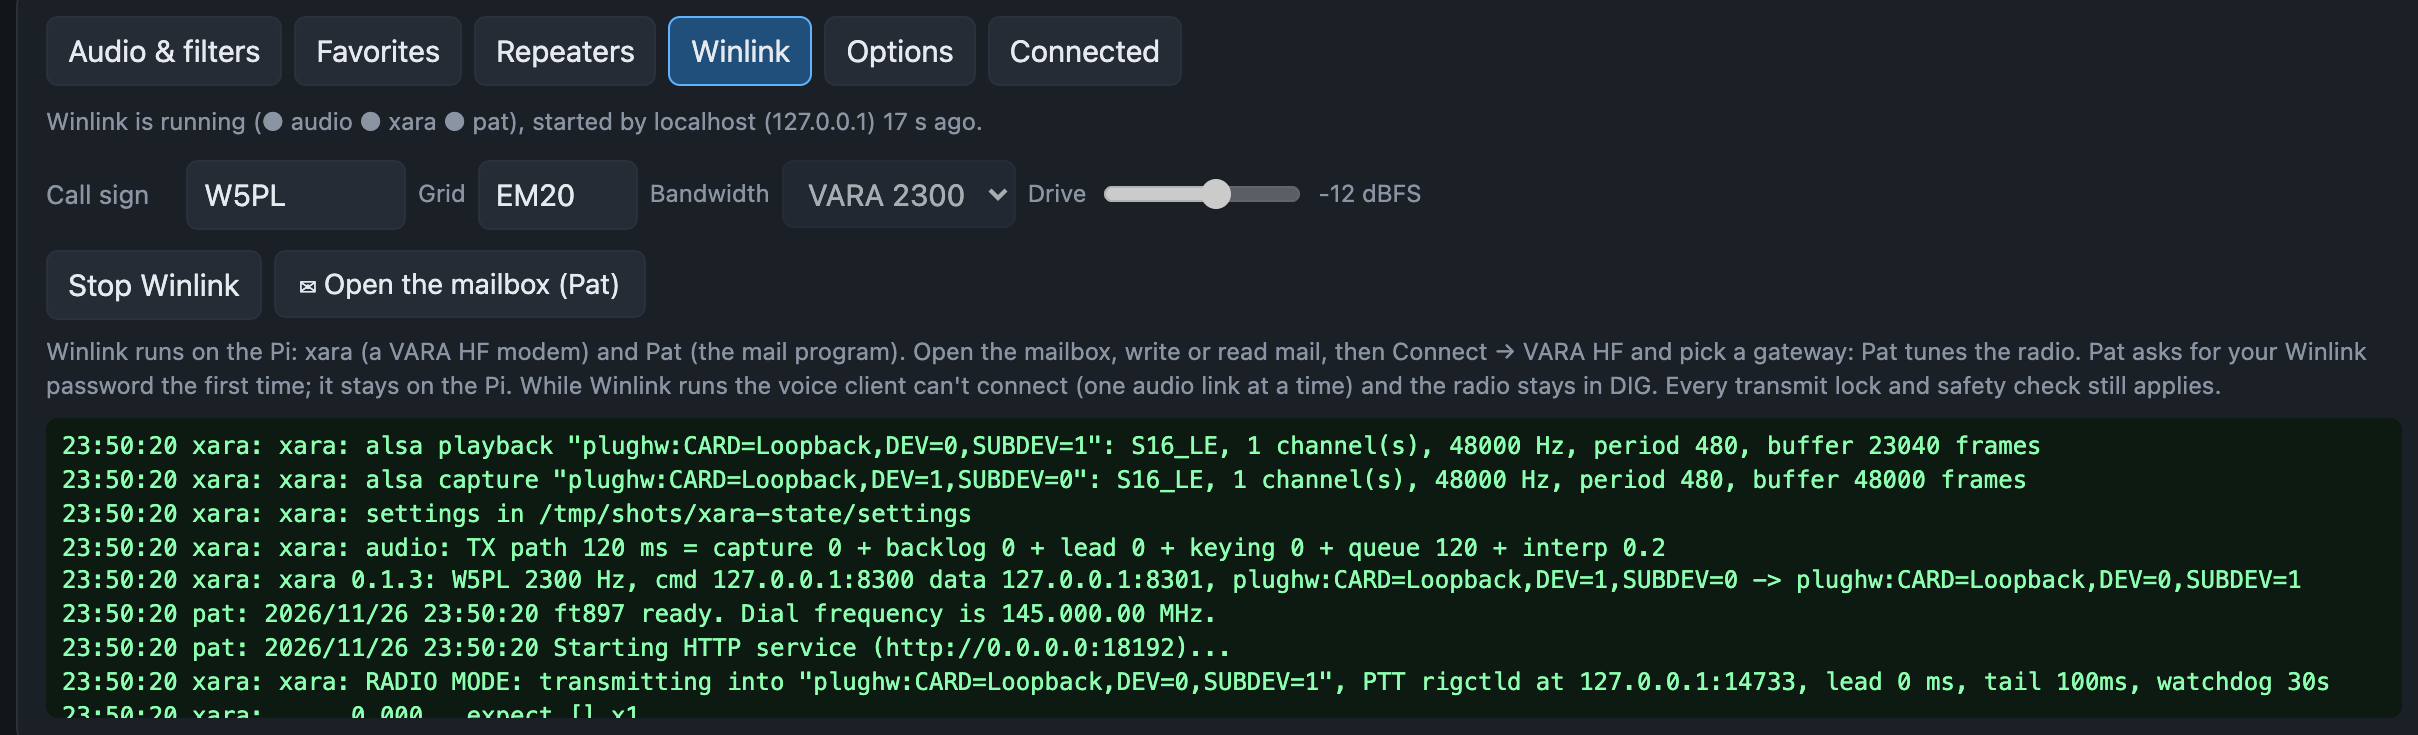 Audio & filters Favorites Repeaters Winlink Options Connected
Winlink is running (● audio ● xara ● pat), started by localhost (127.0.0.1) 17 s ago.
Call sign W5PL Grid EM20 Bandwidth VARA 2300 Drive -12 dBFS
Stop Winlink ✉ Open the mailbox (Pat)
Winlink runs on the Pi: xara (a VARA HF modem) and Pat (the mail program). Open the mailbox, write or read mail, then Connect → VARA HF and pick a gateway: Pat tunes the radio. Pat asks for your Winlink
password the first time; it stays on the Pi. While Winlink runs the voice client can't connect (one audio link at a time) and the radio stays in DIG. Every transmit lock and safety check still applies.
23:50:20 xara: xara: alsa playback "plughw:CARD=Loopback,DEV=0,SUBDEV=1": S16_LE, 1 channel(s), 48000 Hz, period 480, buffer 23040 frames
23:50:20 xara: xara: alsa capture "plughw:CARD=Loopback,DEV=1,SUBDEV=0": S16_LE, 1 channel(s), 48000 Hz, period 480, buffer 48000 frames
23:50:20 xara: xara: settings in /tmp/shots/xara-state/settings
23:50:20 xara: xara: audio: TX path 120 ms = capture 0 + backlog 0 + lead 0 + keying 0 + queue 120 + interp 0.2
23:50:20 xara: xara 0.1.3: W5PL 2300 Hz, cmd 127.0.0.1:8300 data 127.0.0.1:8301, plughw:CARD=Loopback,DEV=1,SUBDEV=0 -> plughw:CARD=Loopback,DEV=0,SUBDEV=1
23:50:20 pat: 2026/11/26 23:50:20 ft897 ready. Dial frequency is 145.000.00 MHz.
23:50:20 pat: 2026/11/26 23:50:20 Starting HTTP service (http://0.0.0.0:18192)...
23:50:20 xara: xara: RADIO MODE: transmitting into "plughw:CARD=Loopback,DEV=0,SUBDEV=1", PTT rigctld at 127.0.0.1:14733, lead 0 ms, tail 100ms, watchdog 30s
23:50:20 xara: 0.000 expect [] x1